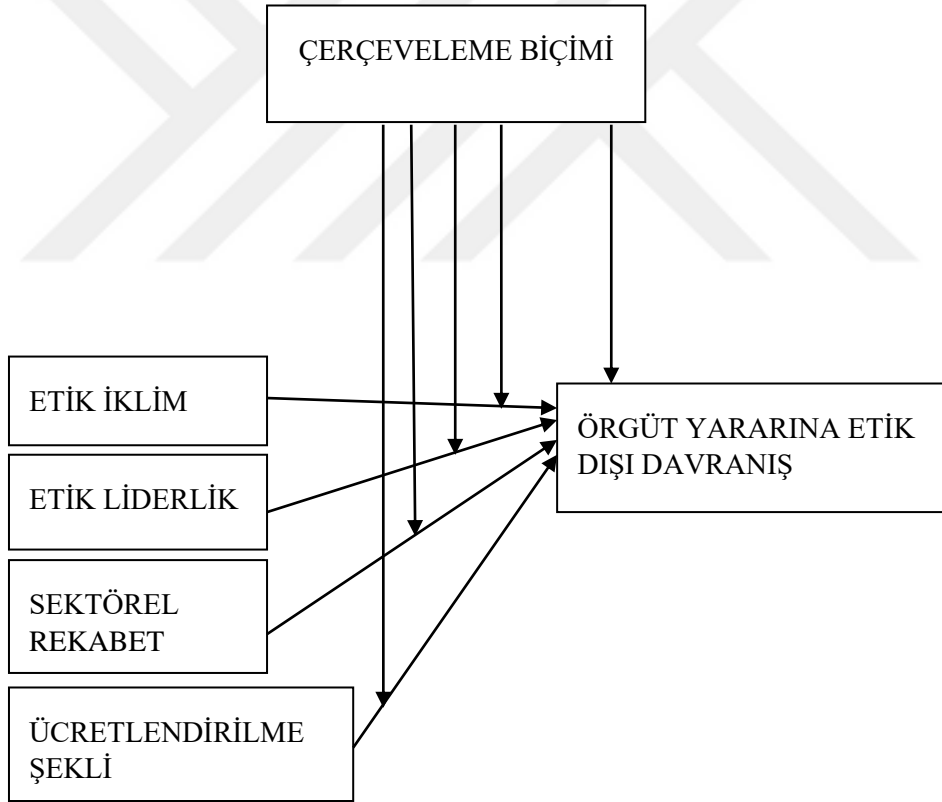 ÇERÇEVELEME BİÇİMİ
ETİK İKLİM
ETİK LİDERLİK
SEKTÖREL
REKABET
ÜCRETLENDİRİLME
ŞEKLİ
ÖRGÜT YARARINA ETİK
DIŞI DAVRANIŞ